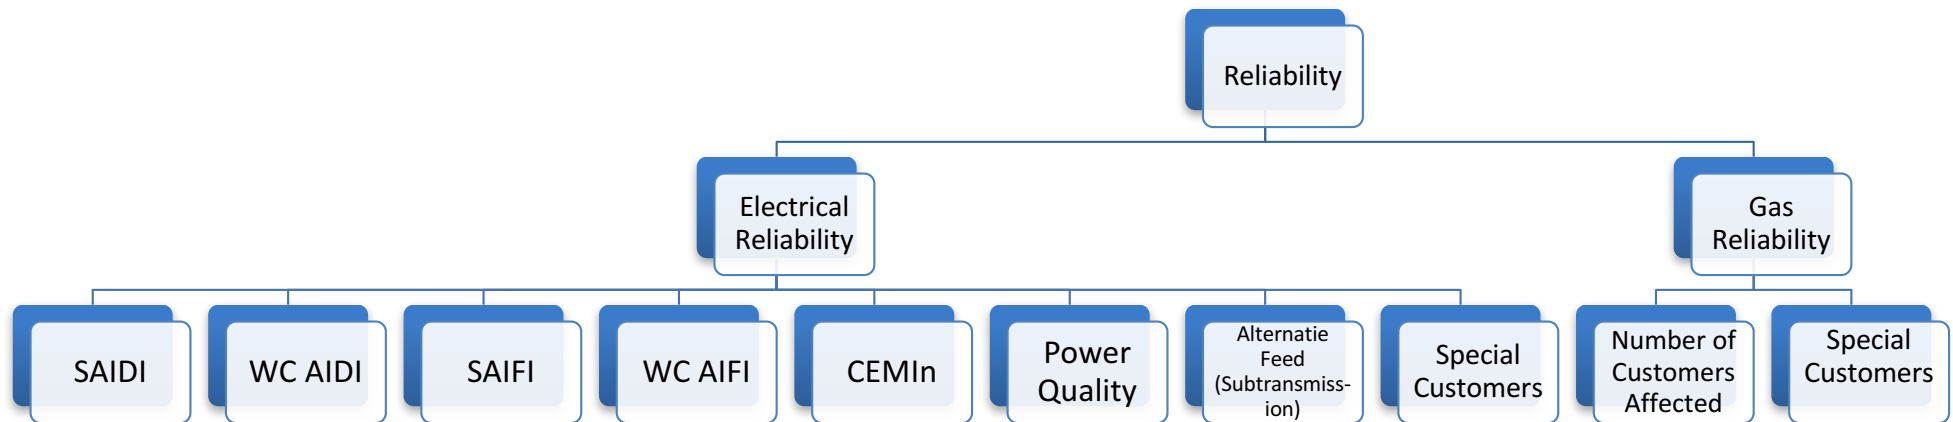 Reliability
Electrical
Reliability
Gas
Reliability
SAIDI
WC AIDI
SAIFI
WC AIFI
CEMIn
Power
Quality
Alternatie
Feed
(Subtransmiss-
ion)
Special
Customers
Number of
Customers
Affected
Special
Customers